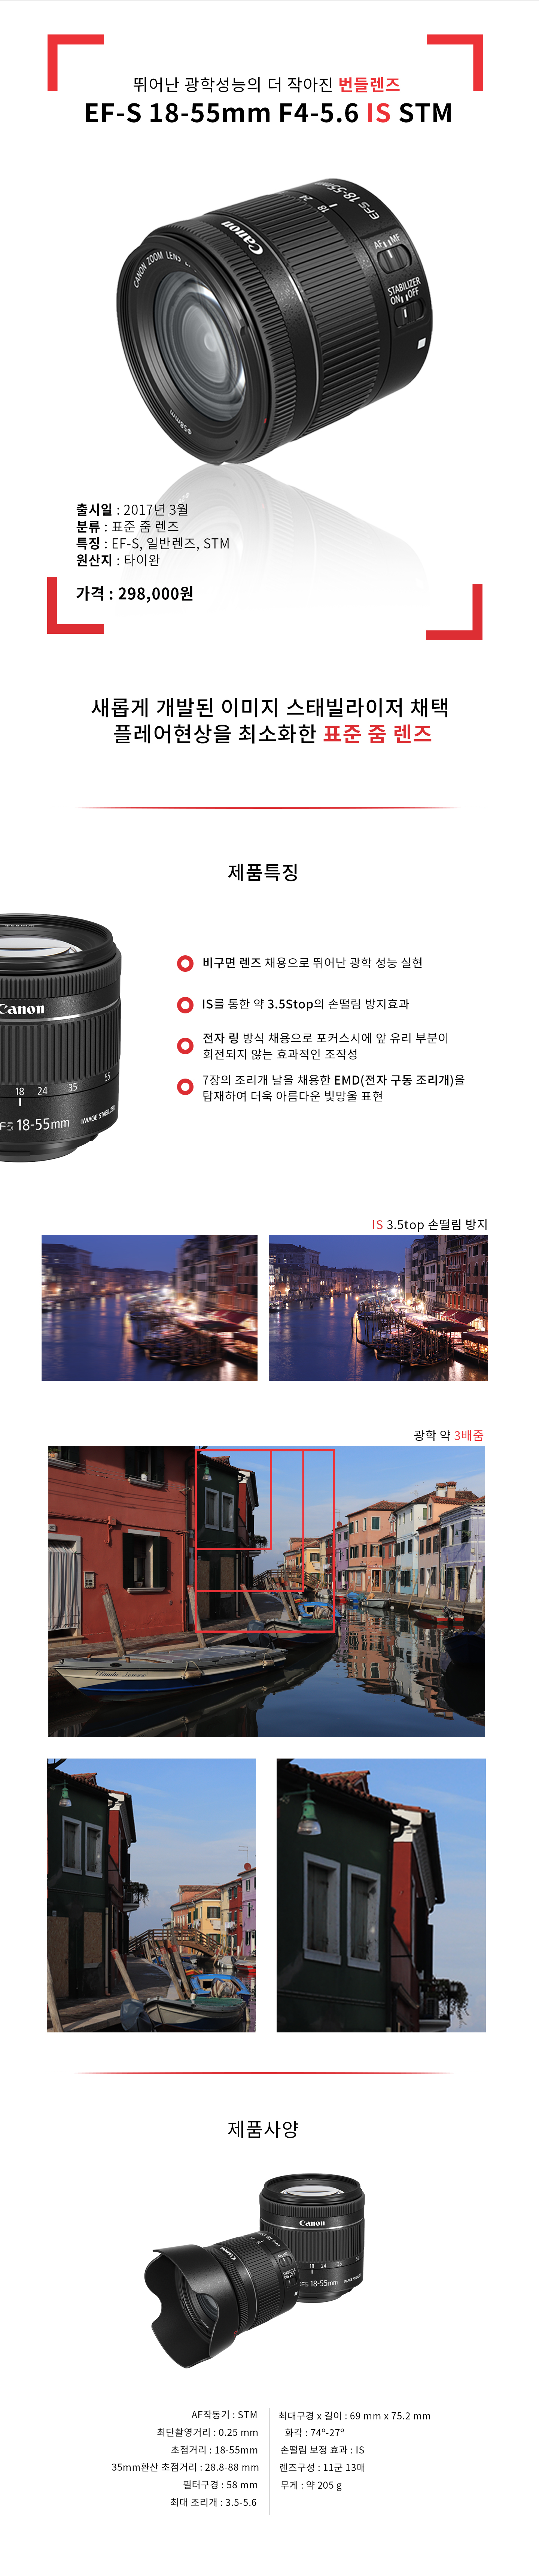 뛰어난 광학성능의 더 작아진 번들렌즈
EF-S 18-55mm F4-5.6 IS STM
EFS 18-55mm
24 18
Canon
AF MF
CANON ZOOM LENS
STABILIZER
ON OFF
ø58mm
출시일 : 2017년 3월
분류 : 표준 줌 렌즈
특징 : EF-S, 일반렌즈, STM
원산지 : 타이완
가격 : 298,000원
새롭게 개발된 이미지 스태빌라이저 채택
플레어현상을 최소화한 표준 줌 렌즈
제품특징
Canon
18 24 35 55
FS 18-55mm IMAGE STABILIZER
비구면 렌즈 채용으로 뛰어난 광학 성능 실현
IS를 통한 약 3.5Stop의 손떨림 방지효과
전자 링 방식 채용으로 포커스시에 앞 유리 부분이
회전되지 않는 효과적인 조작성
7장의 조리개 날을 채용한 EMD(전자 구동 조리개)을
탑재하여 더욱 아름다운 빛망울 표현
IS 3.5top 손떨림 방지
광학 약 3배줌
제품사양
Canon
Canon
18 24 35 55
EFS 18-55mm
AF작동기 : STM
최단촬영거리 : 0.25 mm
초점거리 : 18-55mm
35mm환산 초점거리 : 28.8-88 mm
필터구경 : 58 mm
최대 조리개 : 3.5-5.6
최대구경 x 길이 : 69 mm x 75.2 mm
화각 : 74º-27º
손떨림 보정 효과 : IS
렌즈구성 : 11군 13매
무게 : 약 205 g